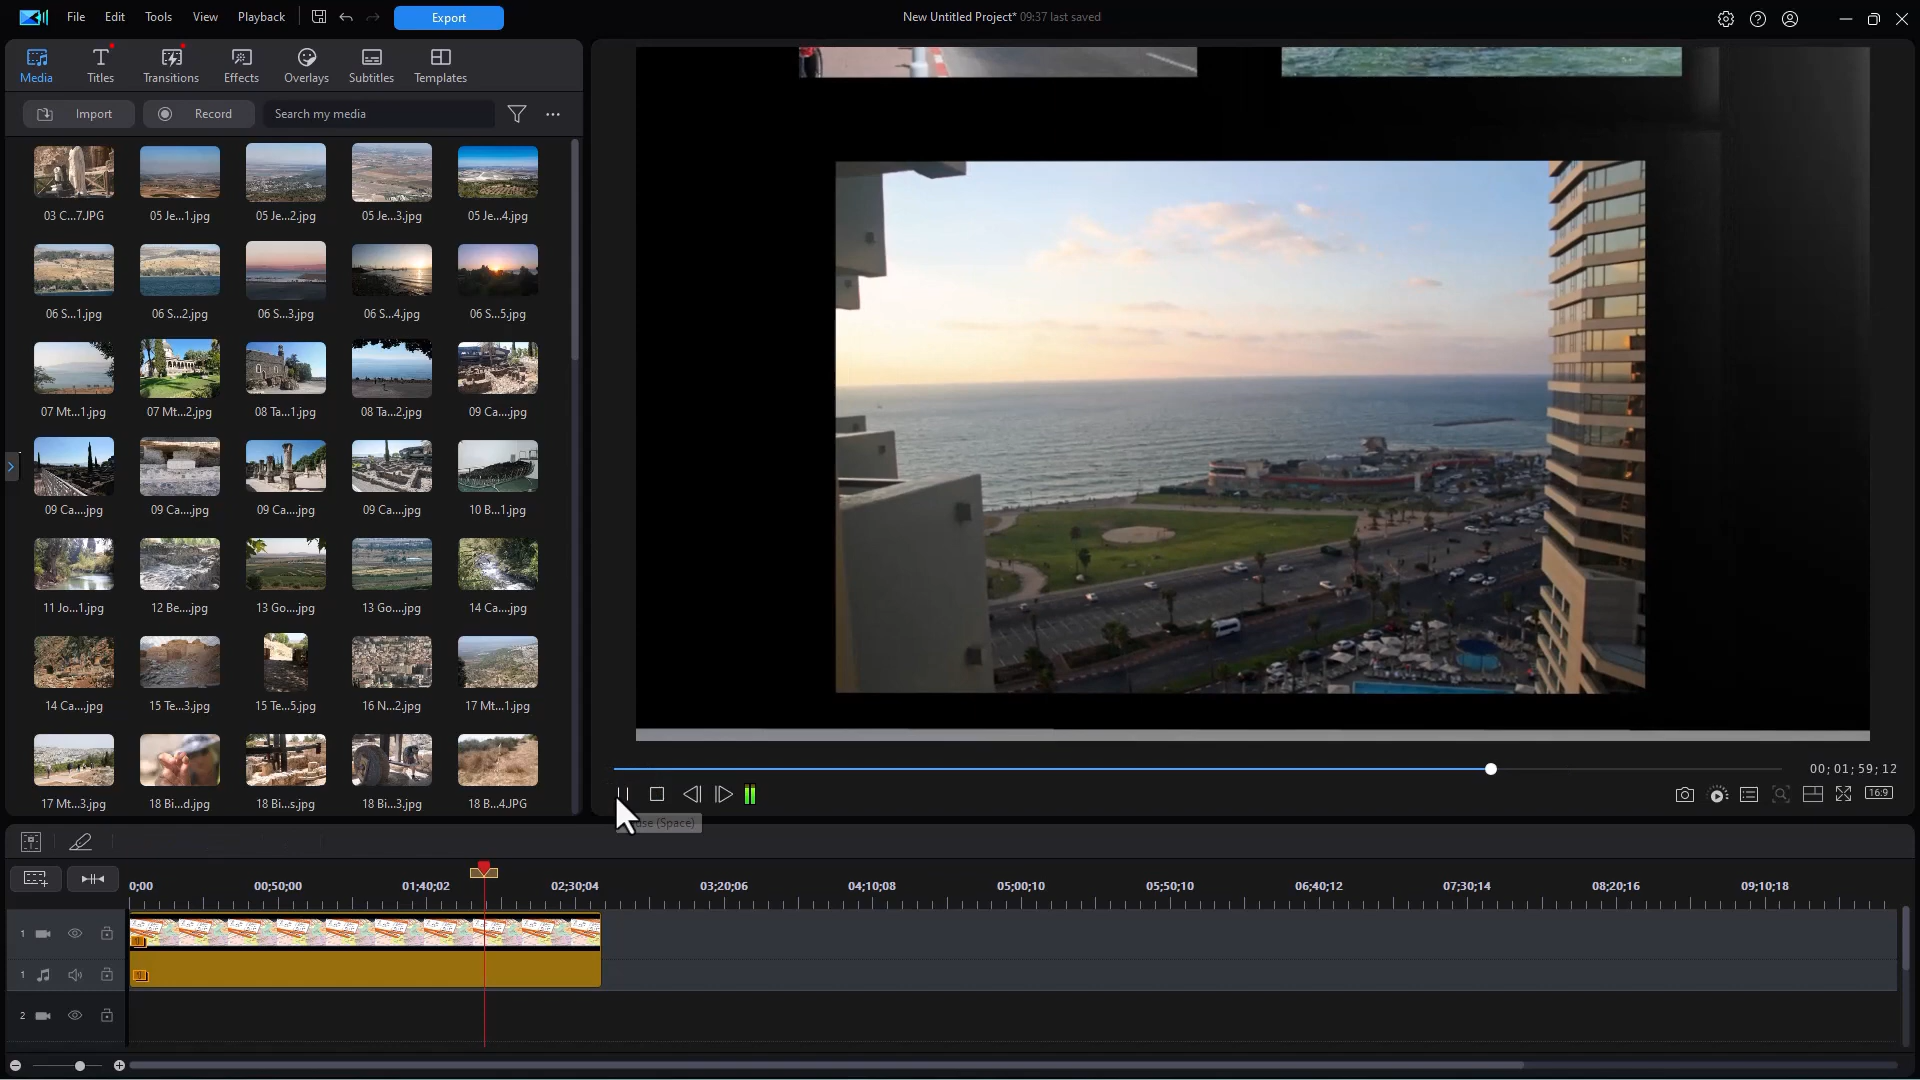 File Edit Tools View Playback Export New Untitled Project* 09:37 last saved
Media Titles Transitions Effects Overlays Subtitles Templates
Import Record Search my media
03 C...7.JPG 05 Je...1.jpg 05 Je...2.jpg 05 Je...3.jpg 05 Je...4.jpg
06 S...1.jpg 06 S...2.jpg 06 S...3.jpg 06 S...4.jpg 06 S...5.jpg
07 Mt...1.jpg 07 Mt...2.jpg 08 Ta...1.jpg 08 Ta...2.jpg 09 Ca....jpg
09 Ca....jpg 09 Ca....jpg 09 Ca....jpg 09 Ca....jpg 10 B...1.jpg
11 Jo...1.jpg 12 Be....jpg 13 Go....jpg 13 Go....jpg 14 Ca....jpg
14 Ca....jpg 15 Te...3.jpg 15 Te...5.jpg 16 N...2.jpg 17 Mt...1.jpg
17 Mt...3.jpg 18 Bi...d.jpg 18 Bi...s.jpg 18 Bi...3.jpg 18 B...4.JPG
00;01;59;12
16:9
(Space)
0;00 00;50;00 01;40;02 02;30;04 03;20;06 04;10;08 05;00;10 05;50;10 06;40;12 07;30;14 08;20;16 09;10;18
1
1
2